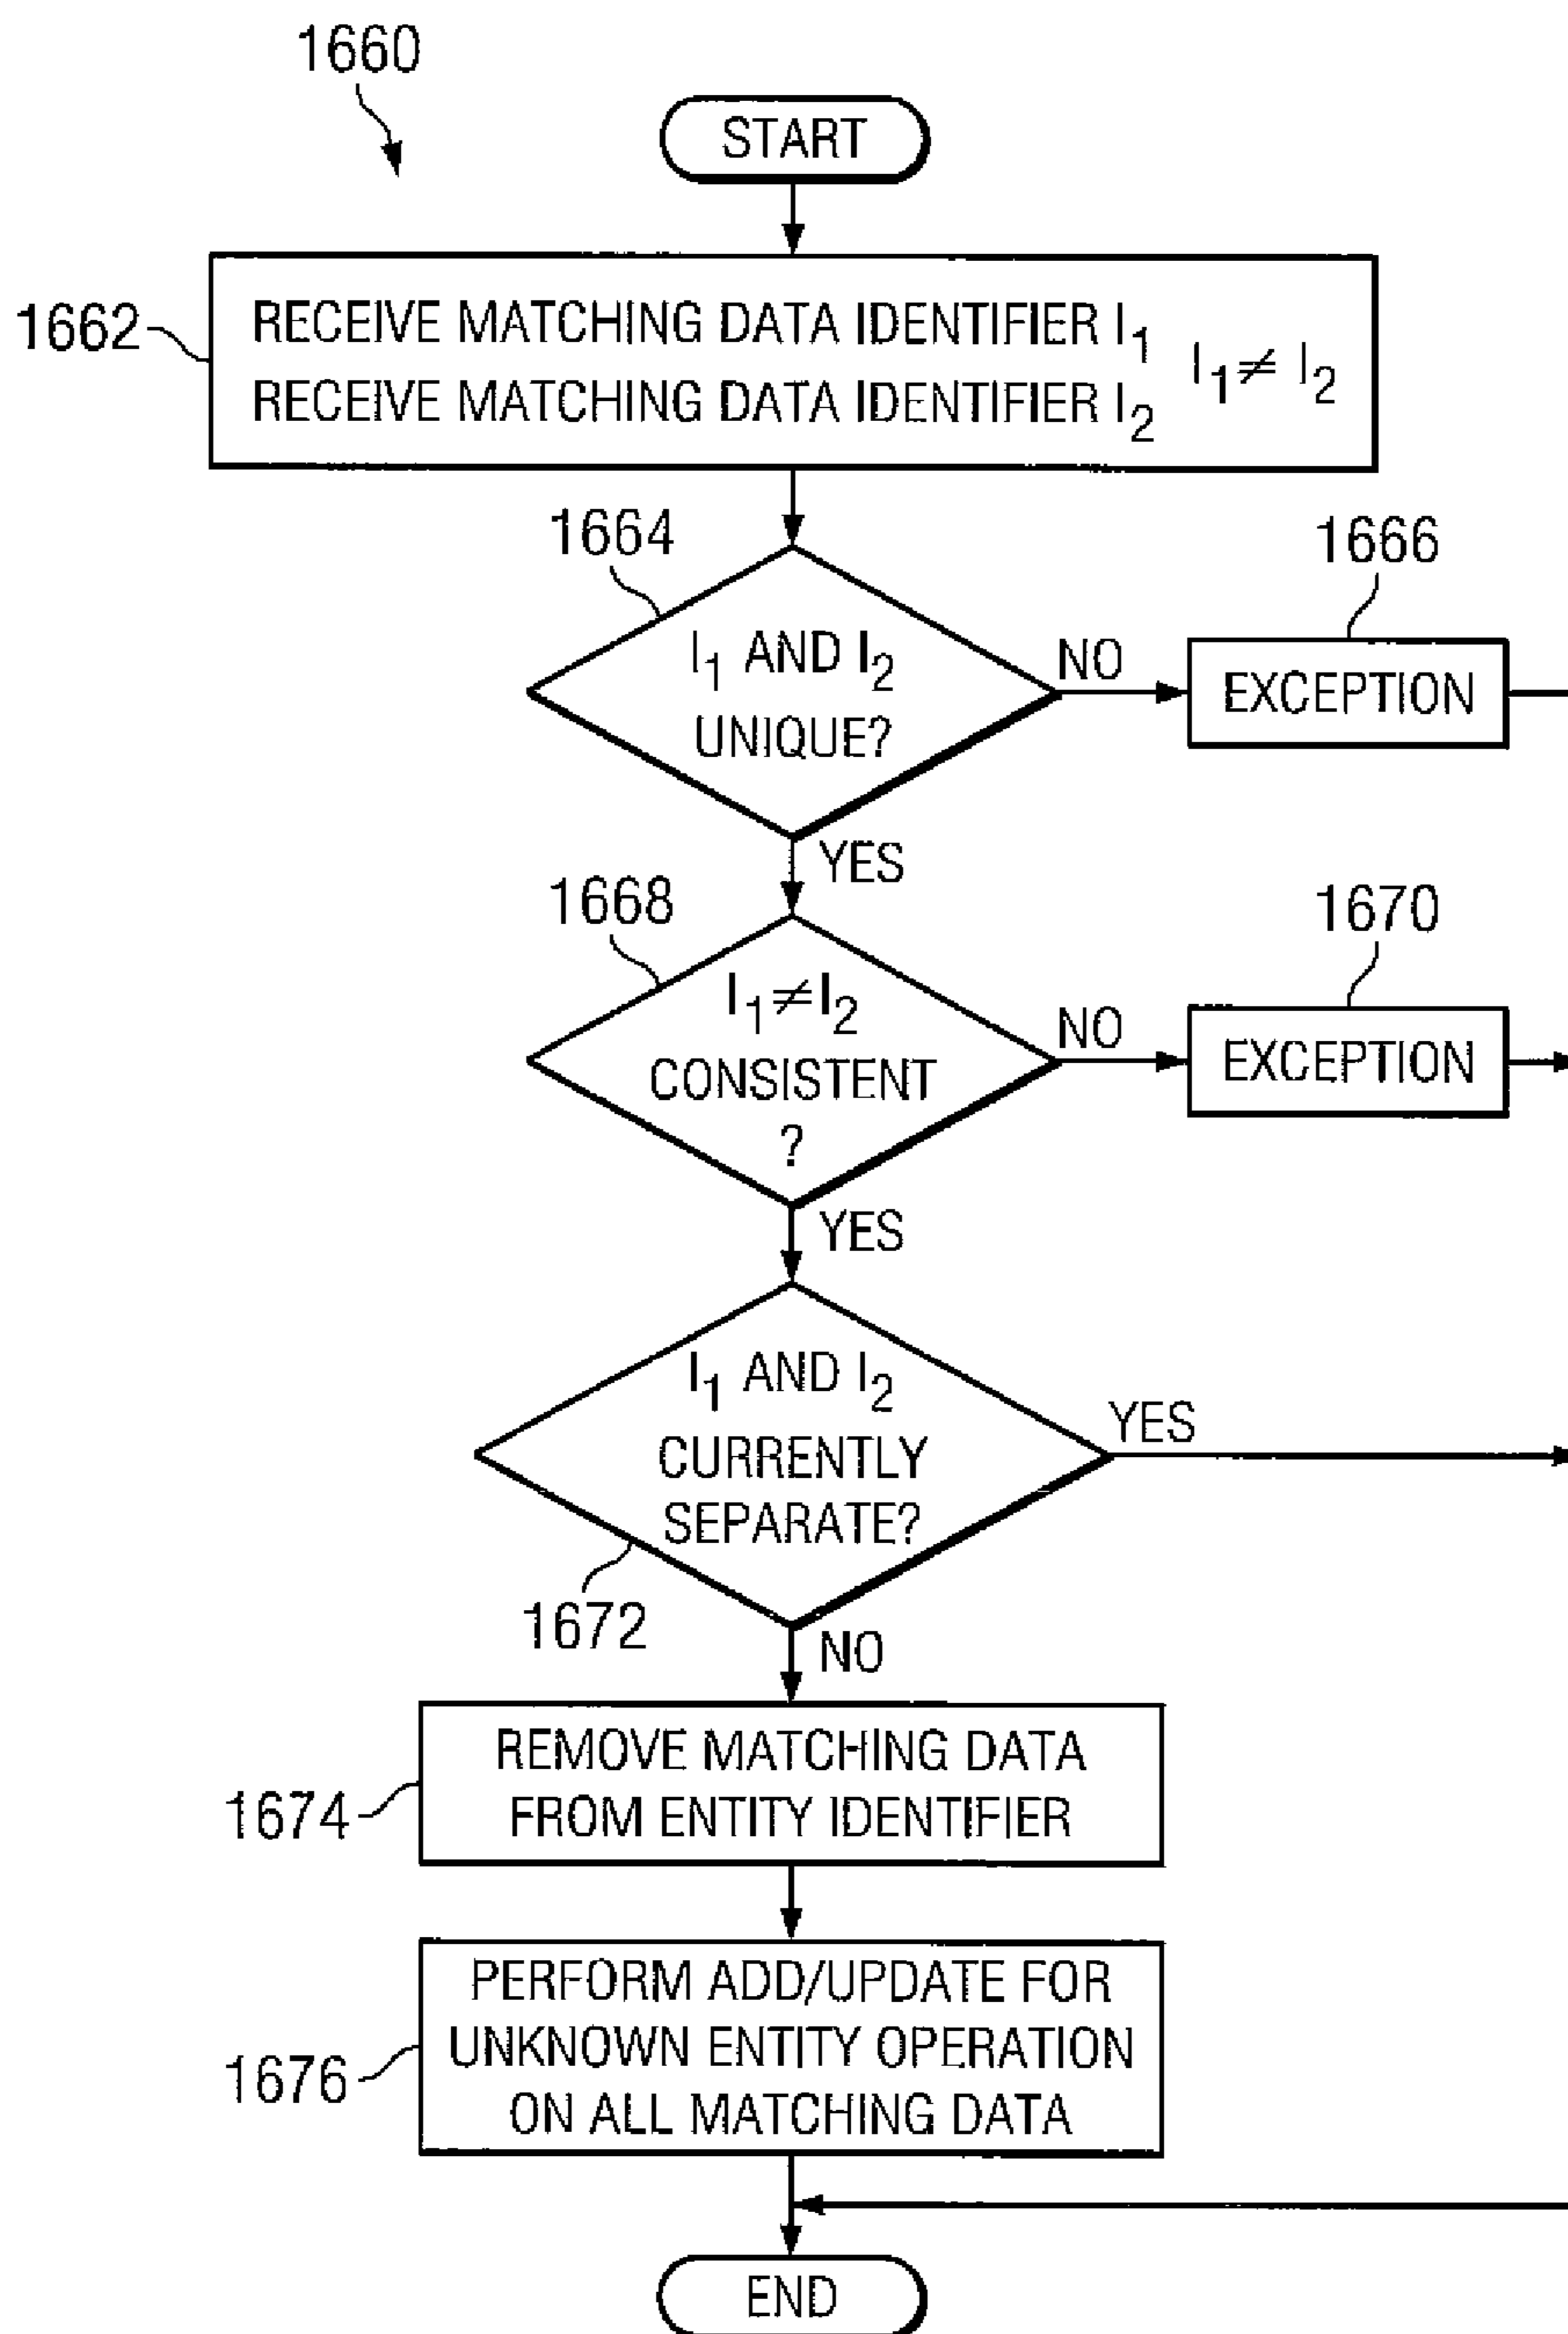 1660
START
1662
RECEIVE MATCHING DATA IDENTIFIER I1
RECEIVE MATCHING DATA IDENTIFIER I2
I1 ≠ I2
1664
I1 AND I2
UNIQUE?
NO
1666
EXCEPTION
YES
1668
I1≠I2
CONSISTENT
?
NO
1670
EXCEPTION
YES
I1 AND I2
CURRENTLY
SEPARATE?
YES
1672
NO
REMOVE MATCHING DATA
FROM ENTITY IDENTIFIER
1674
PERFORM ADD/UPDATE FOR
UNKNOWN ENTITY OPERATION
ON ALL MATCHING DATA
1676
END